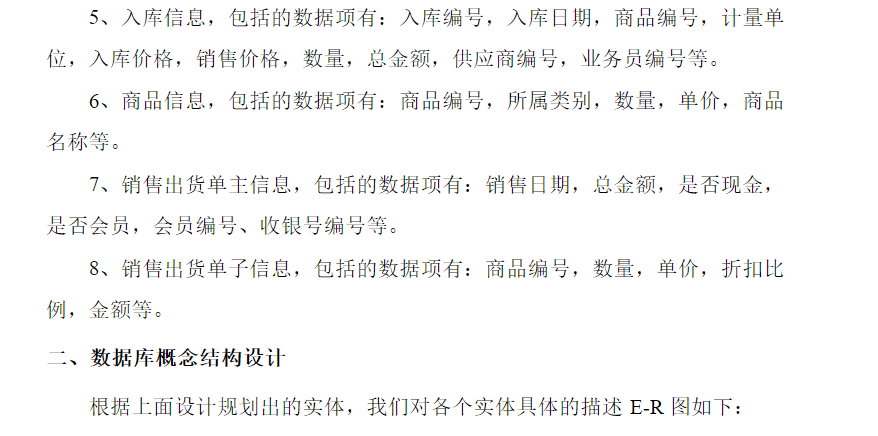 5、入库信息，包括的数据项有：入库编号，入库日期，商品编号，计量单
位，入库价格，销售价格，数量，总金额，供应商编号，业务员编号等。
6、商品信息，包括的数据项有：商品编号，所属类别，数量，单价，商品
名称等。
7、销售出货单主信息，包括的数据项有：销售日期，总金额，是否现金，
是否会员，会员编号、收银号编号等。
8、销售出货单子信息，包括的数据项有：商品编号，数量，单价，折扣比
例，金额等。
二、数据库概念结构设计
根据上面设计规划出的实体，我们对各个实体具体的描述 E-R 图如下：